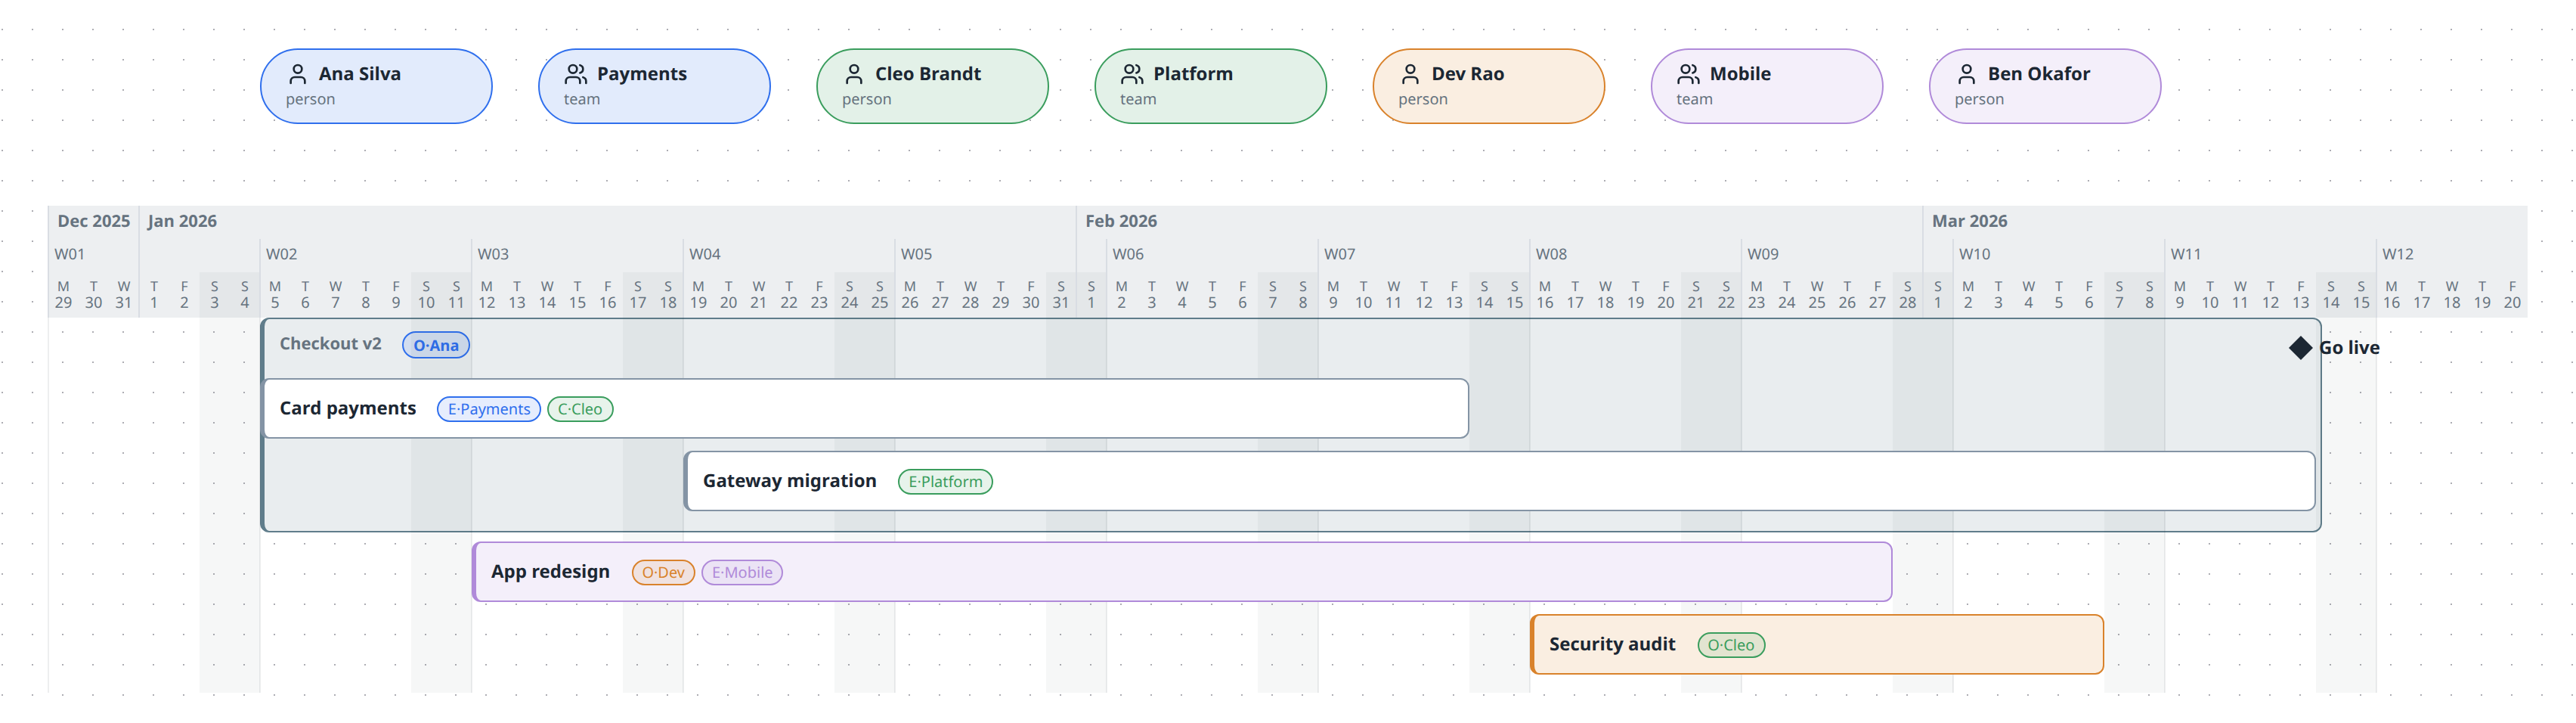 Ana Silva
person
Payments
team
Cleo Brandt
person
Platform
team
Dev Rao
person
Mobile
team
Ben Okafor
person
Dec 2025 Jan 2026 Feb 2026 Mar 2026
W01 W02 W03 W04 W05 W06 W07 W08 W09 W10 W11 W12
M T W T F S S M T W T F S S M T W T F S S M T W T F S S M T W T F S S M T W T F S S M T W T F S S M T W T F S S M T W T F S S M T W T F S S M T W T F S S M T W T F
29 30 31 1 2 3 4 5 6 7 8 9 10 11 12 13 14 15 16 17 18 19 20 21 22 23 24 25 26 27 28 29 30 31 1 2 3 4 5 6 7 8 9 10 11 12 13 14 15 16 17 18 19 20 21 22 23 24 25 26 27 28 1 2 3 4 5 6 7 8 9 10 11 12 13 14 15 16 17 18 19 20
Checkout v2 O·Ana Go live
Card payments E·Payments C·Cleo
Gateway migration E·Platform
App redesign O·Dev E·Mobile
Security audit O·Cleo